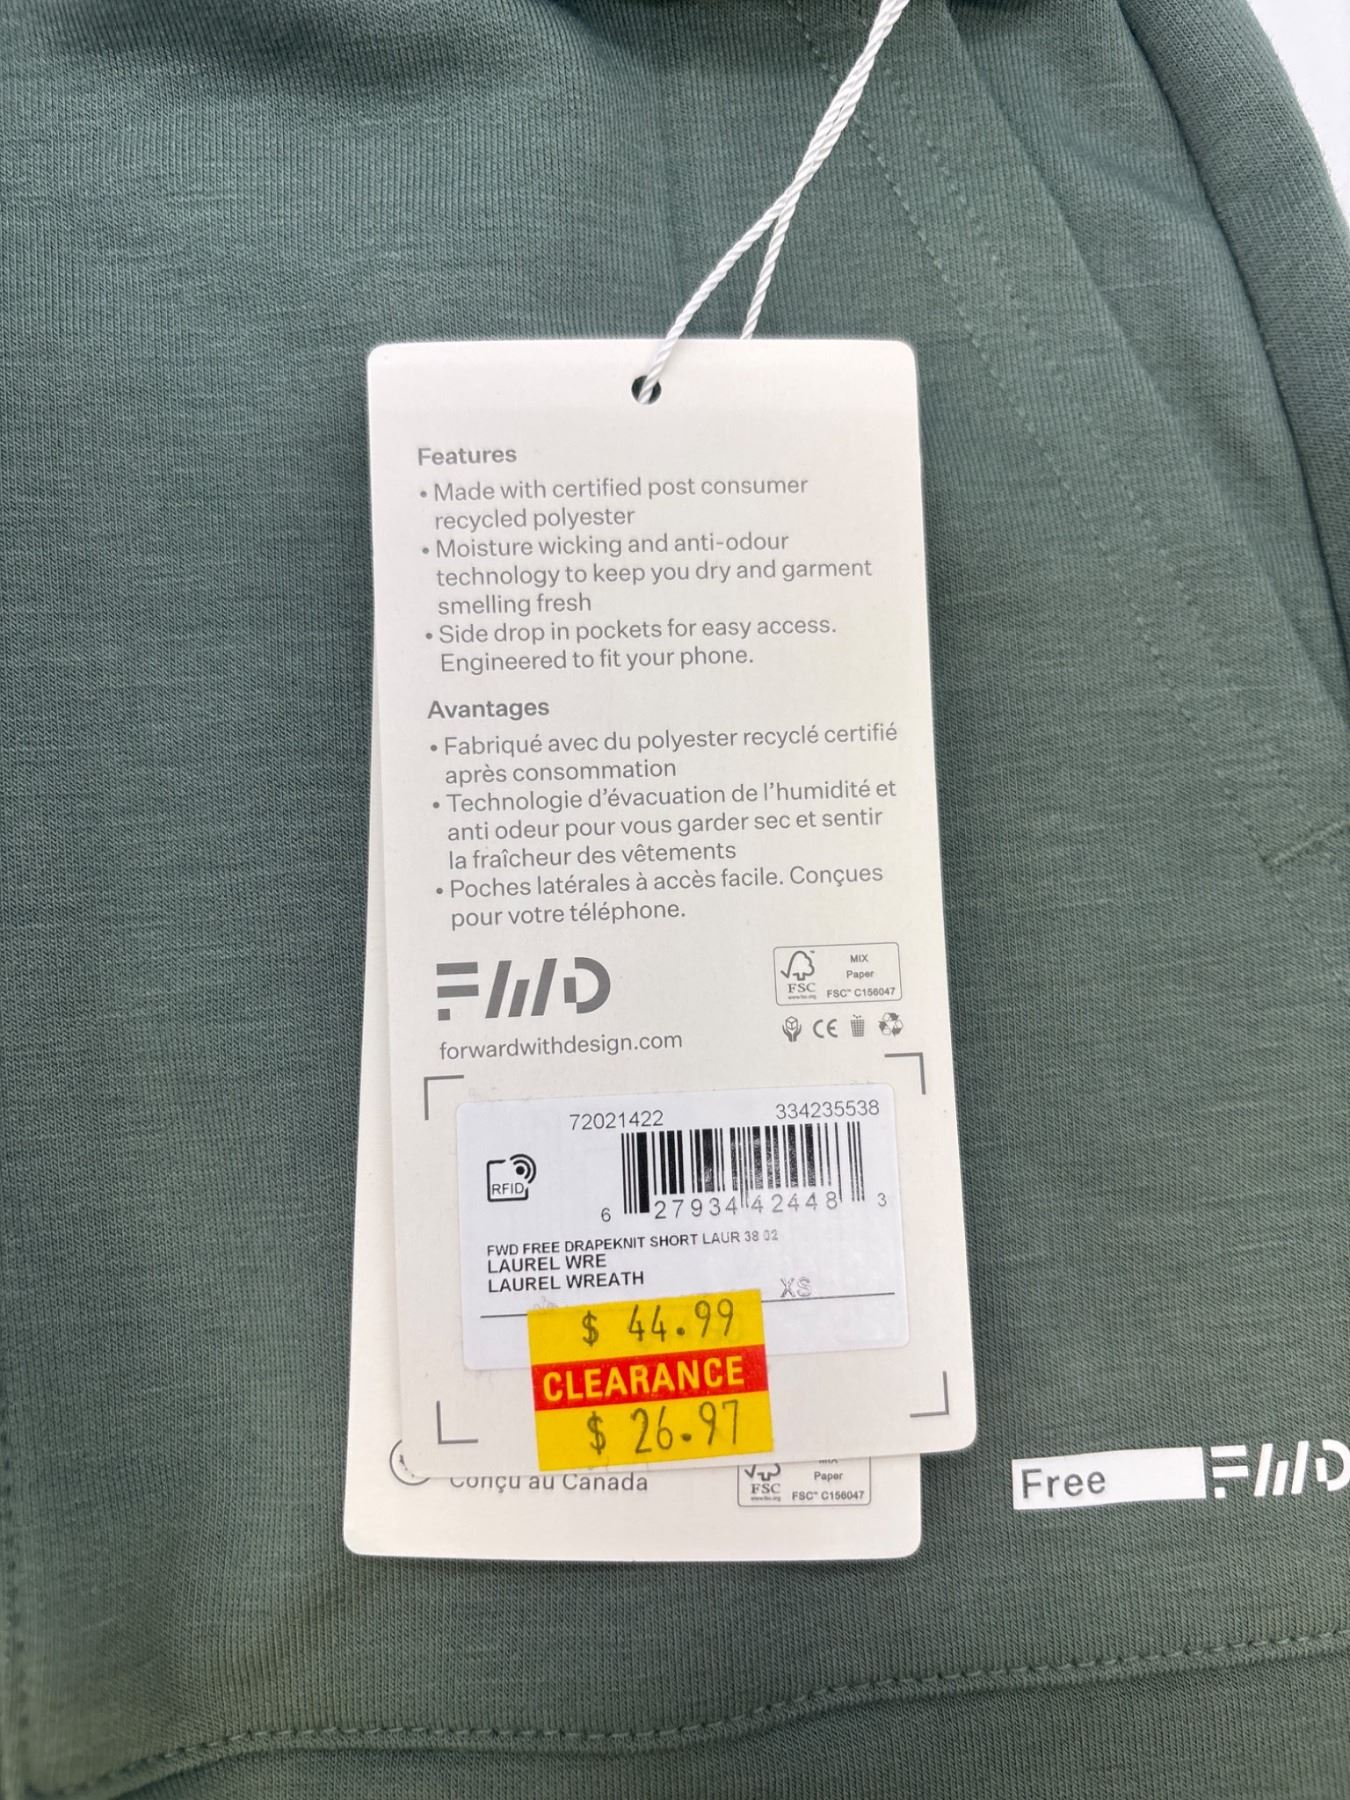 Features
• Made with certified post consumer
recycled polyester
• Moisture wicking and anti-odour
technology to keep you dry and garment
smelling fresh
• Side drop in pockets for easy access.
Engineered to fit your phone.
Avantages
• Fabriqué avec du polyester recyclé certifié
après consommation
• Technologie d'évacuation de l'humidité et
anti odeur pour vous garder sec et sentir
la fraîcheur des vêtements
• Poches latérales à accès facile. Conçues
pour votre téléphone.
FWD
forwardwithdesign.com
FSC
MIX
Paper
FSC™ C156047
CE
72021422 334235538
RFID
6 27934 42448 3
FWD FREE DRAPEKNIT SHORT LAUR 38 02
LAUREL WRE
LAUREL WREATH
XS
$ 44.99
CLEARANCE
$ 26.97
Conçu au Canada
FSC
Paper
FSC™ C156047
Free FWD